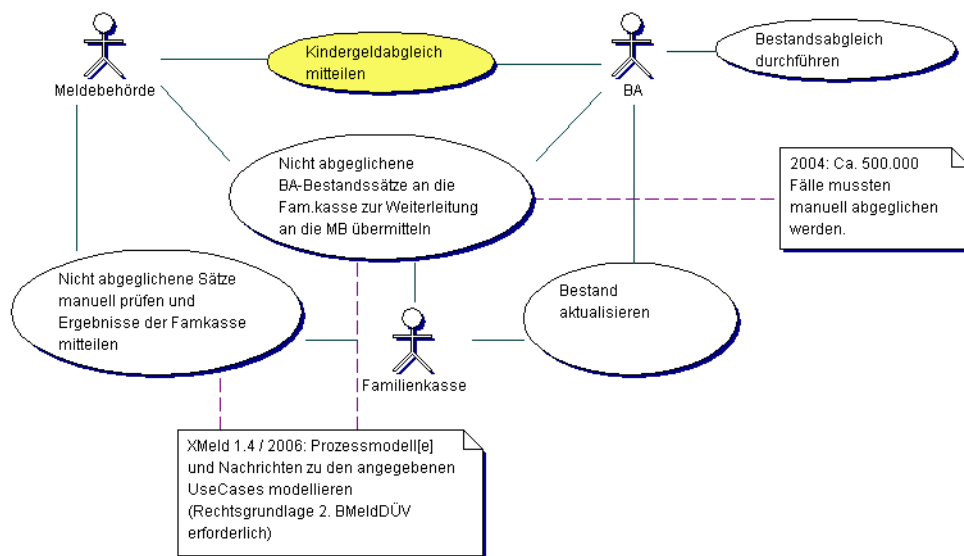 Kindergeldabgleich
mitteilen
Bestandsabgleich
durchführen
Meldebehörde
BA
Nicht abgeglichene
BA-Bestandssätze an die
Fam.kasse zur Weiterleitung
an die MB übermitteln
2004: Ca. 500.000
Fälle mussten
manuell abgeglichen
werden.
Nicht abgeglichene Sätze
manuell prüfen und
Ergebnisse der Famkasse
mitteilen
Bestand
aktualisieren
Familienkasse
XMeld 1.4 / 2006: Prozessmodell[e]
und Nachrichten zu den angegebenen
UseCases modellieren
(Rechtsgrundlage 2. BMeldDÜV
erforderlich)